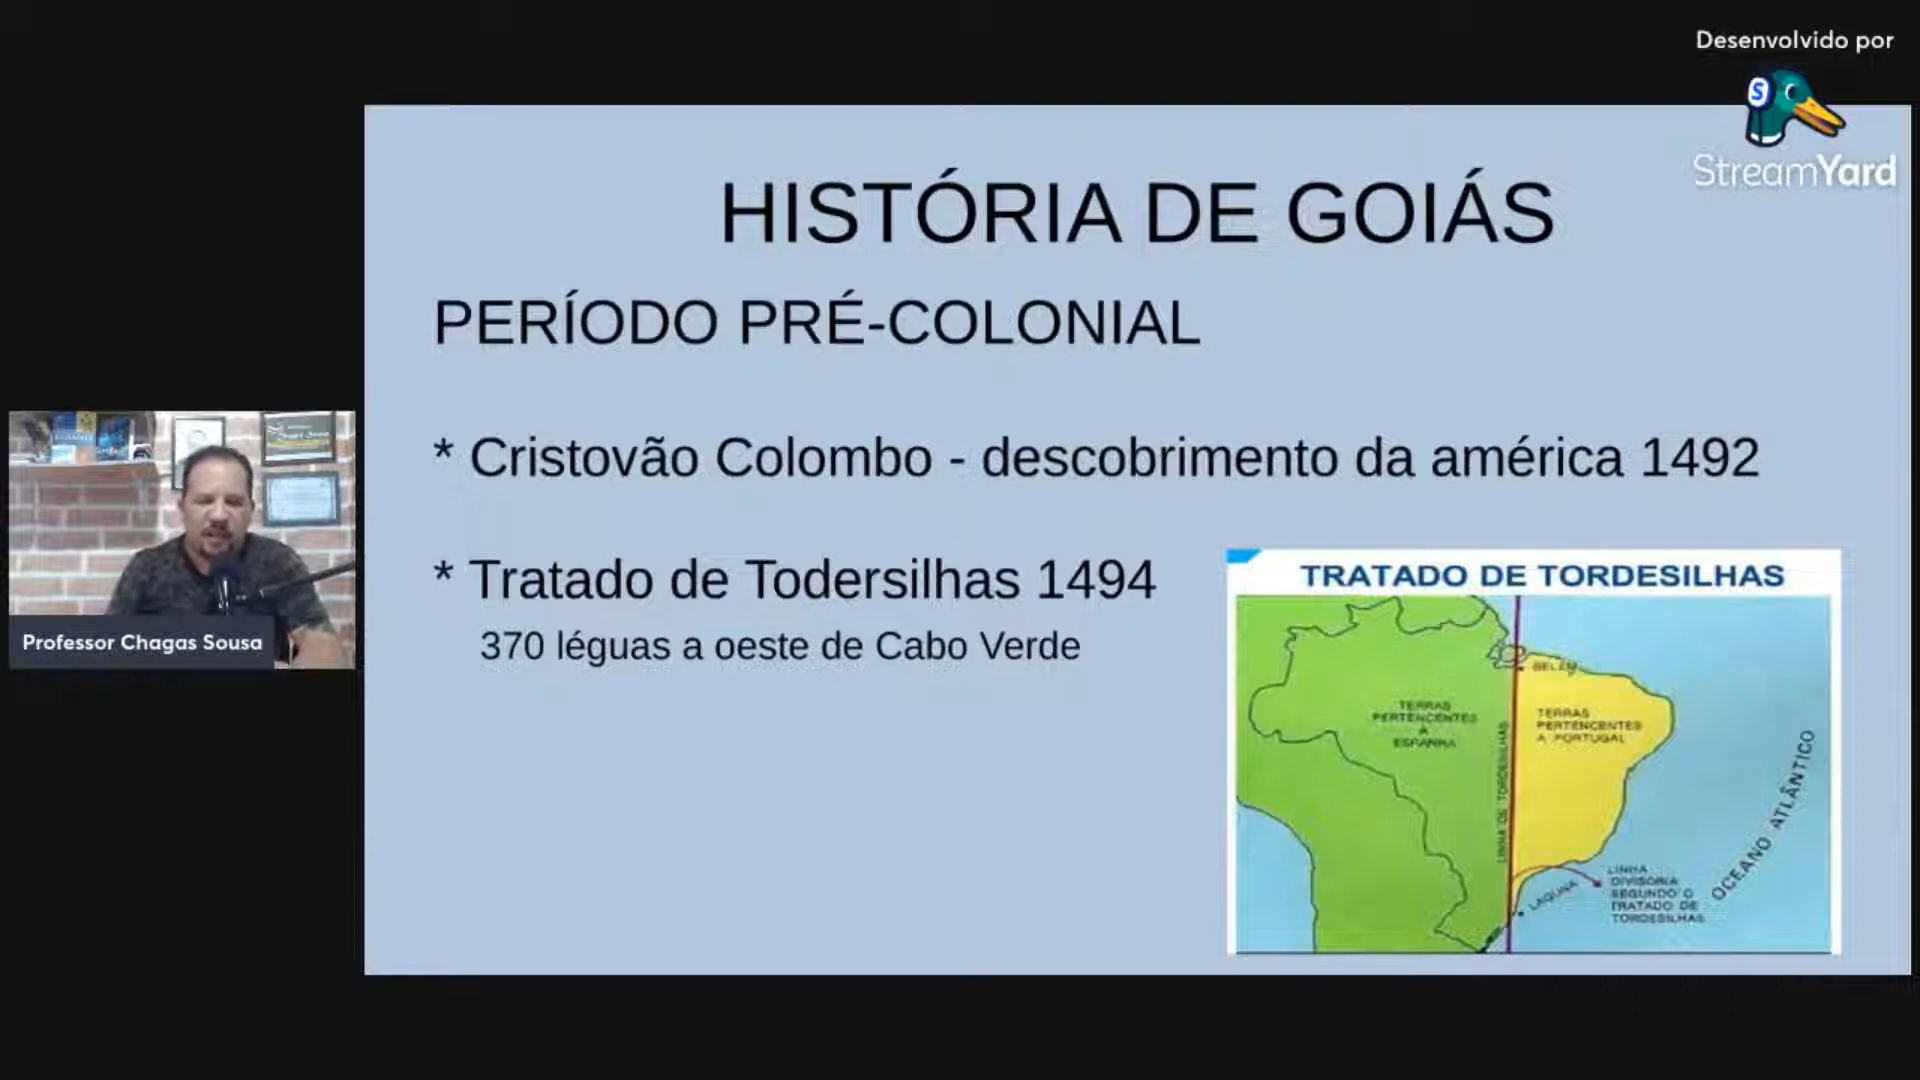 Desenvolvido por
StreamYard
HISTÓRIA DE GOIÁS
PERÍODO PRÉ-COLONIAL
* Cristovão Colombo - descobrimento da américa 1492
* Tratado de Todersilhas 1494
370 léguas a oeste de Cabo Verde
TRATADO DE TORDESILHAS
BELÉM
TERRAS
PERTENCENTES
A
ESPANHA
LINHA DE TORDESILHAS
TERRAS
PERTENCENTES
A PORTUGAL
OCEANO ATLÂNTICO
LAGUNA
LINHA
DIVISÓRIA
SEGUNDO O
TRATADO DE
TORDESILHAS
Professor Chagas Sousa